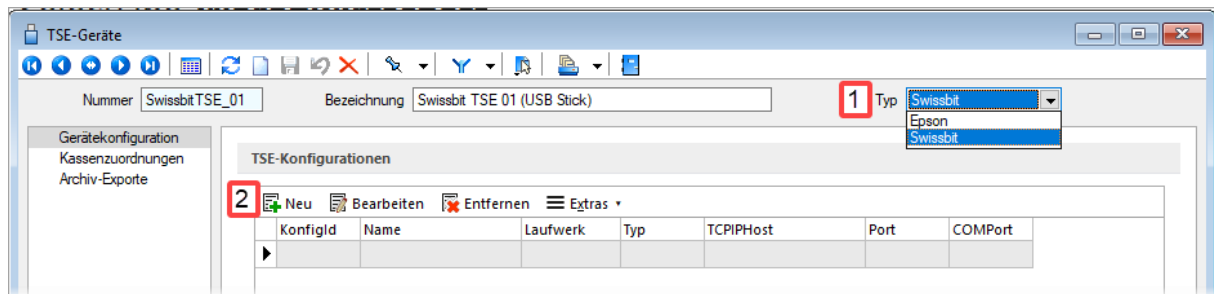 TSE-Geräte
Nummer SwissbitTSE_01 Bezeichnung Swissbit TSE 01 (USB Stick) 1 Typ Swissbit
Epson
Swissbit
Gerätekonfiguration
Kassenzuordnungen
Archiv-Exporte
TSE-Konfigurationen
2 Neu Bearbeiten Entfernen Extras
KonfigId Name Laufwerk Typ TCPIPHost Port COMPort